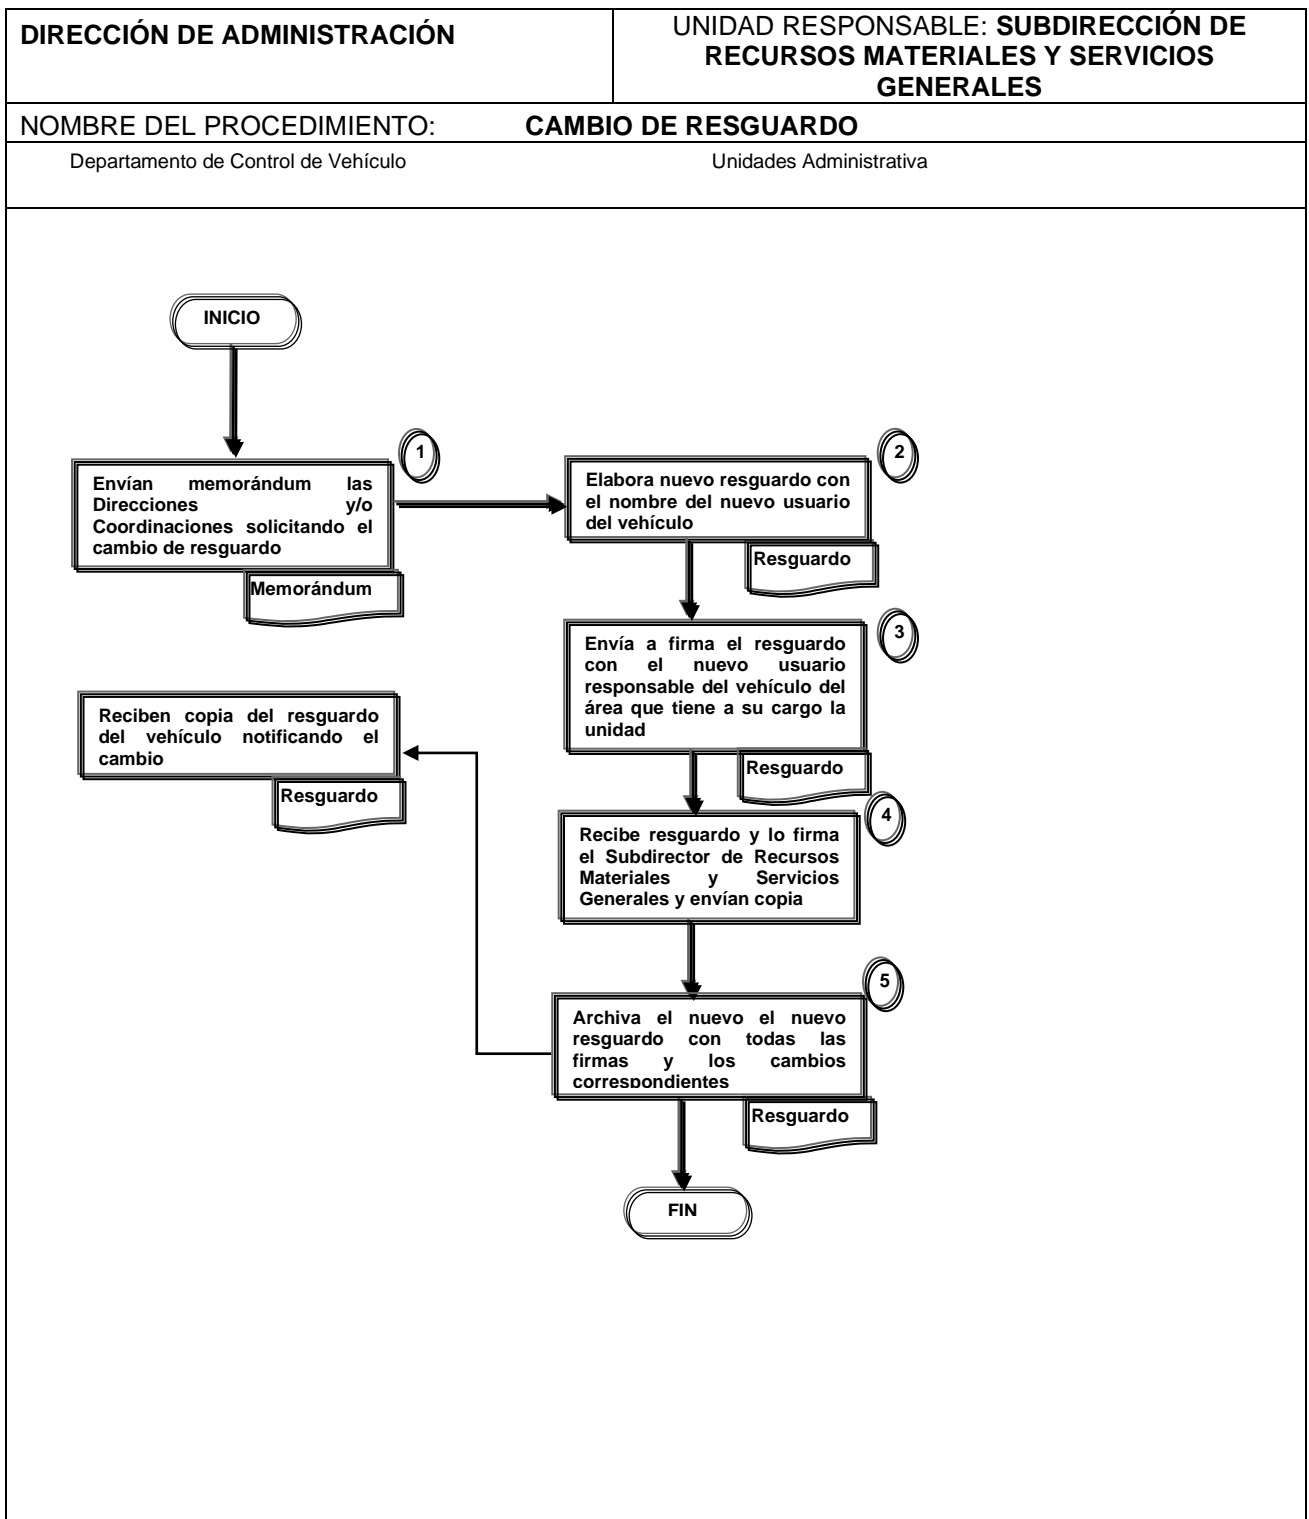 DIRECCIÓN DE ADMINISTRACIÓN
UNIDAD RESPONSABLE: SUBDIRECCIÓN DE
RECURSOS MATERIALES Y SERVICIOS
GENERALES
NOMBRE DEL PROCEDIMIENTO: CAMBIO DE RESGUARDO
Departamento de Control de Vehículo
Unidades Administrativa
INICIO
1
Envían memorándum las
Direcciones y/o
Coordinaciones solicitando el
cambio de resguardo
Memorándum
2
Elabora nuevo resguardo con
el nombre del nuevo usuario
del vehículo
Resguardo
3
Envía a firma el resguardo
con el nuevo usuario
responsable del vehículo del
área que tiene a su cargo la
unidad
Resguardo
4
Recibe resguardo y lo firma
el Subdirector de Recursos
Materiales y Servicios
Generales y envían copia
5
Archiva el nuevo el nuevo
resguardo con todas las
firmas y los cambios
correspondientes
Resguardo
Reciben copia del resguardo
del vehículo notificando el
cambio
Resguardo
FIN